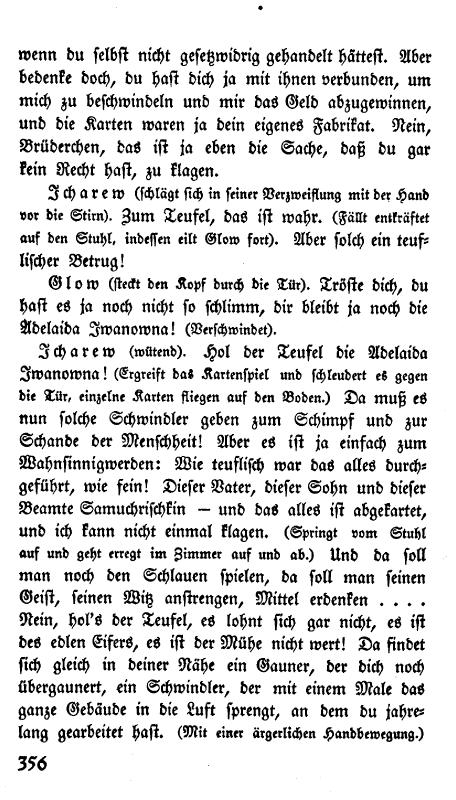 wenn du selbst nicht gesetzwidrig gehandelt hättest. Aber
bedenke doch, du hast dich ja mit ihnen verbunden, um
mich zu beschwindeln und mir das Geld abzugewinnen,
und die Karten waren ja dein eigenes Fabrikat. Nein,
Brüderchen, das ist ja eben die Sache, daß du gar
kein Recht hast, zu klagen.
Icharew (schlägt sich in seiner Verzweiflung mit der Hand
vor die Stirn). Zum Teufel, das ist wahr. (Fällt entkräftet
auf den Stuhl, indessen eilt Glow fort). Aber solch ein teuf-
lischer Betrug!
Glow (steckt den Kopf durch die Tür). Tröste dich, du
hast es ja noch nicht so schlimm, dir bleibt ja noch die
Adelaida Iwanowna! (Verschwindet).
Icharew (wütend). Hol der Teufel die Adelaida
Iwanowna! (Ergreift das Kartenspiel und schleudert es gegen
die Tür, einzelne Karten fliegen auf den Boden.) Da muß es
nun solche Schwindler geben zum Schimpf und zur
Schande der Menschheit! Aber es ist ja einfach zum
Wahnsinnigwerden: Wie teuflisch war das alles durch-
geführt, wie fein! Dieser Vater, dieser Sohn und dieser
Beamte Samuchrischkin – und das alles ist abgekartet,
und ich kann nicht einmal klagen. (Springt vom Stuhl
auf und geht erregt im Zimmer auf und ab.) Und da soll
man noch den Schlauen spielen, da soll man seinen
Geist, seinen Witz anstrengen, Mittel erdenken . . . .
Nein, hol's der Teufel, es lohnt sich gar nicht, es ist
des edlen Eifers, es ist der Mühe nicht wert! Da findet
sich gleich in deiner Nähe ein Gauner, der dich noch
übergaunert, ein Schwindler, der mit einem Male das
ganze Gebäude in die Luft sprengt, an dem du jahre-
lang gearbeitet hast. (Mit einer ärgerlichen Handbewegung.)
356